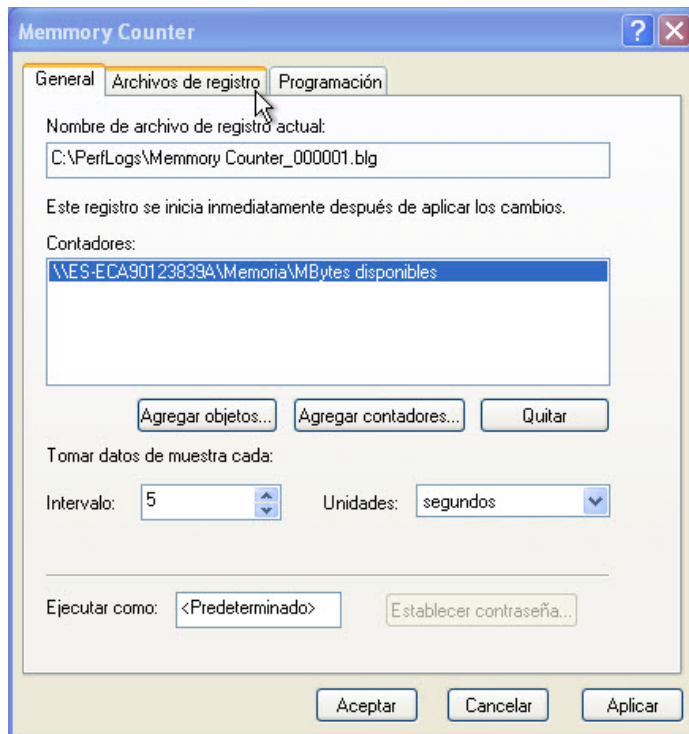 Memmory Counter
General Archivos de registro Programación
Nombre de archivo de registro actual:
C:\PerfLogs\Memmory Counter_000001.blg
Este registro se inicia inmediatamente después de aplicar los cambios.
Contadores:
\\ES-ECA90123839A\Memoria\MBytes disponibles
Agregar objetos... Agregar contadores... Quitar
Tomar datos de muestra cada:
Intervalo: 5 Unidades: segundos
Ejecutar como: <Predeterminado> Establecer contraseña...
Aceptar Cancelar Aplicar